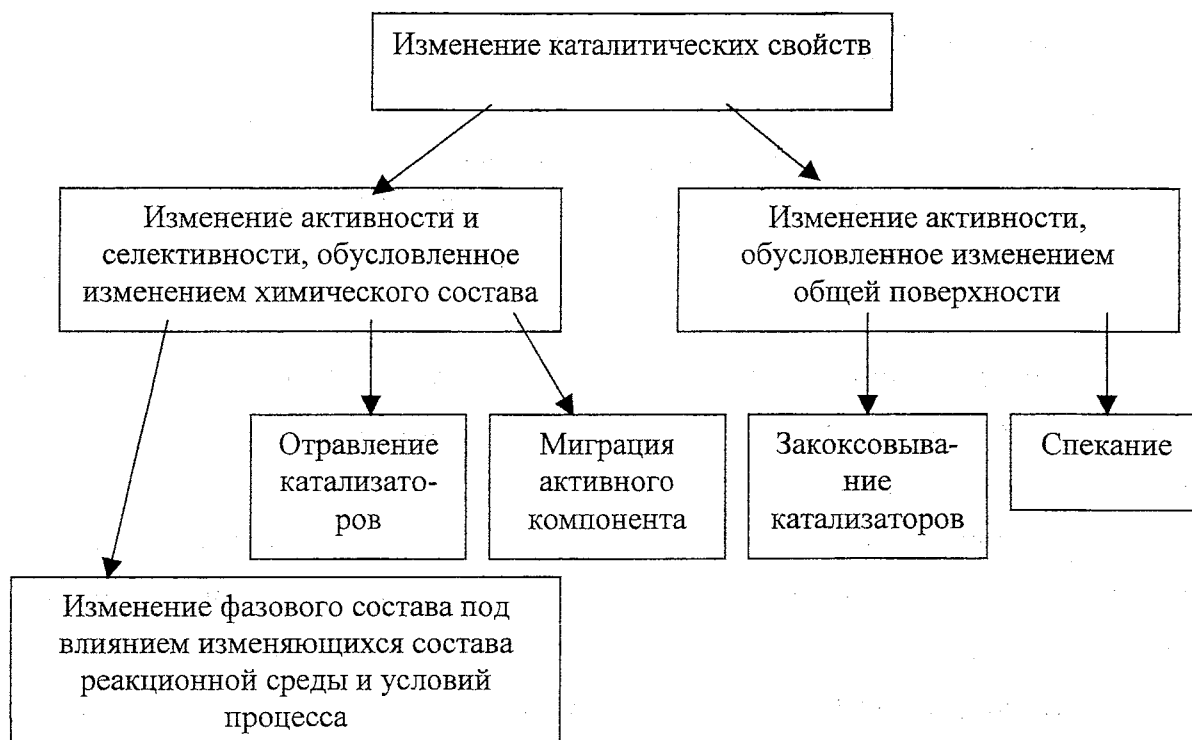 Изменение каталитических свойств
Изменение активности и
селективности, обусловленное
изменением химического состава
Изменение активности,
обусловленное изменением
общей поверхности
Отравление
катализато-
ров
Миграция
активного
компонента
Закоксовыва-
ние
катализаторов
Спекание
Изменение фазового состава под
влиянием изменяющихся состава
реакционной среды и условий
процесса